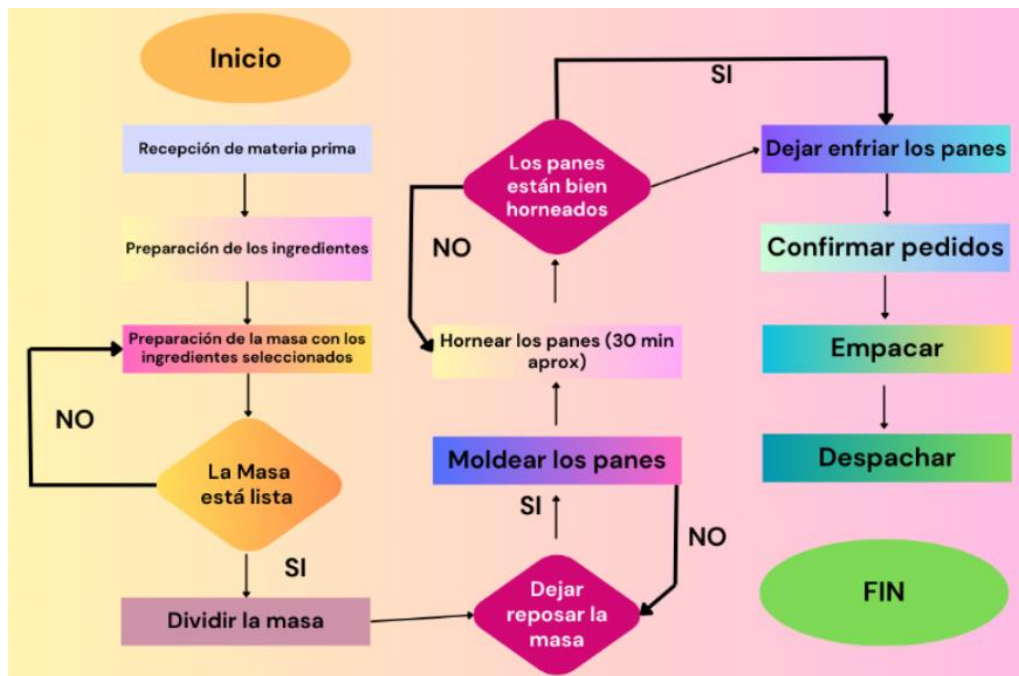 Inicio
Recepción de materia prima
Preparación de los ingredientes
Preparación de la masa con los
ingredientes seleccionados
NO
La Masa
está lista
SI
Dividir la masa
Dejar
reposar la
masa
SI
NO
Moldear los panes
Hornear los panes (30 min
aprox)
NO
Los panes
están bien
horneados
SI
Dejar enfriar los panes
Confirmar pedidos
Empacar
Despachar
FIN